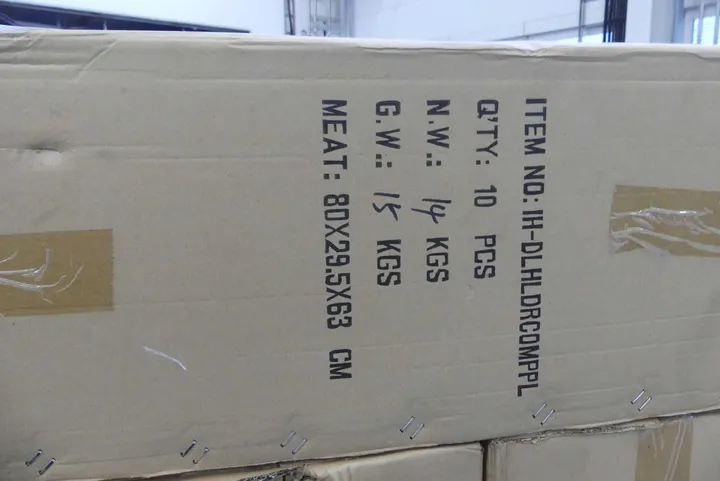 ITEM NO: IH-DLHLDRCOMPPL
Q'TY: 10 PCS
N.W.: 14 KGS
G.W.: 15 KGS
MEAT: 80X29.5X63 CM